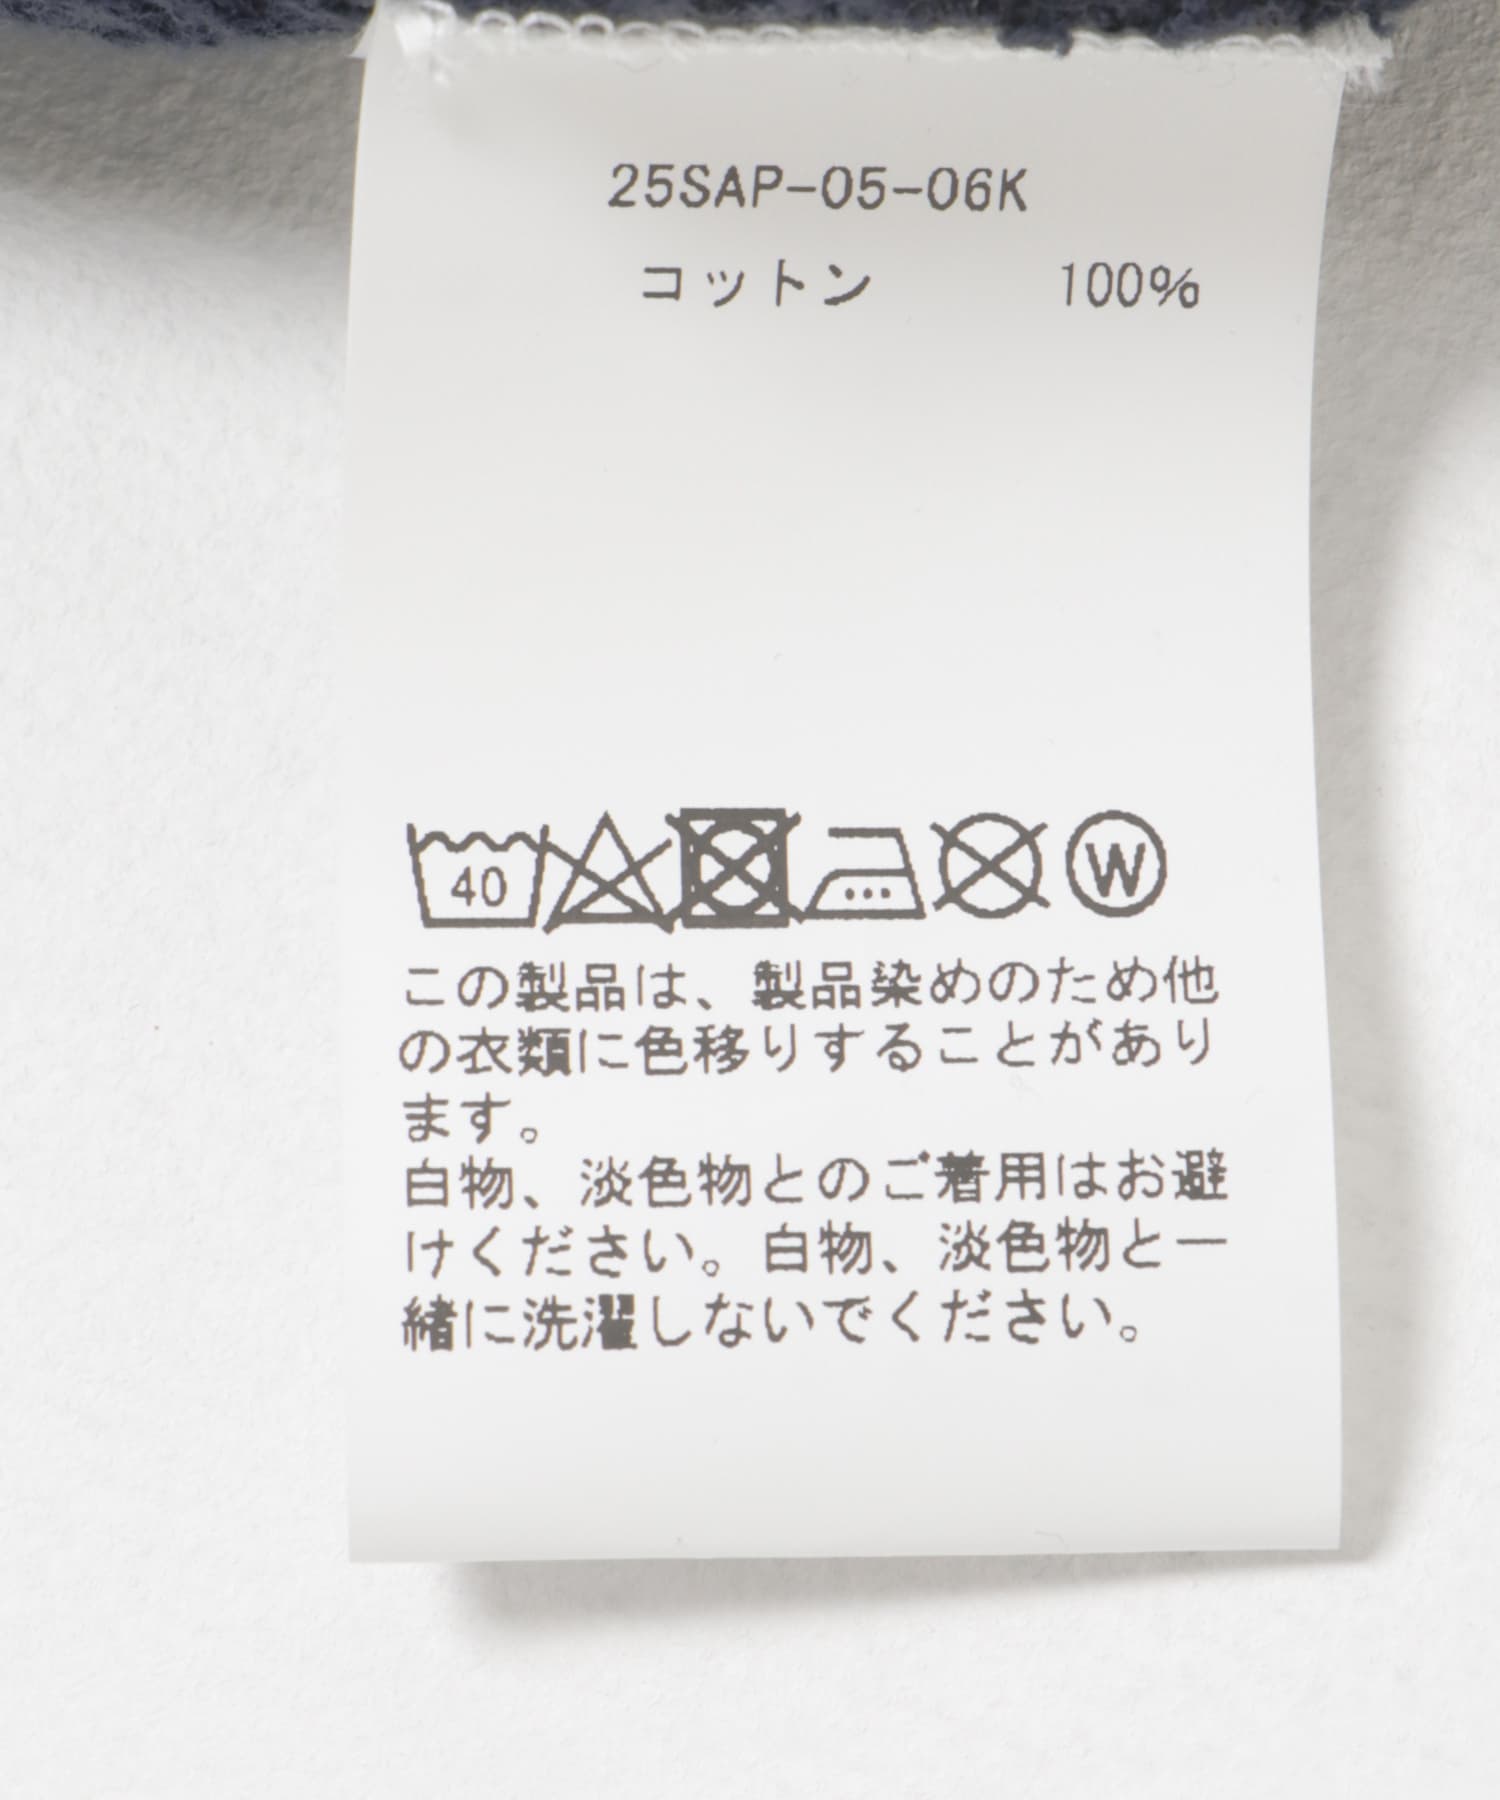 25SAP-05-06K
コットン 100%
40 W
この製品は、製品染めのため他
の衣類に色移りすることがあり
ます。
白物、淡色物とのご着用はお避
けください。白物、淡色物と一
緒に洗濯しないでください。